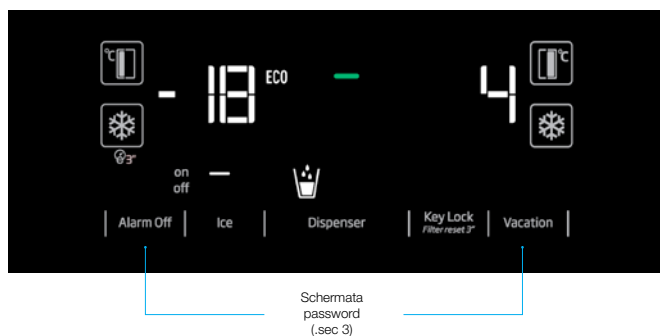 °C
°C
- 18 ECO
4
3"
on
off
Alarm Off
Ice
Dispenser
Key Lock
Filter reset 3"
Vacation
Schermata
password
(.sec 3)